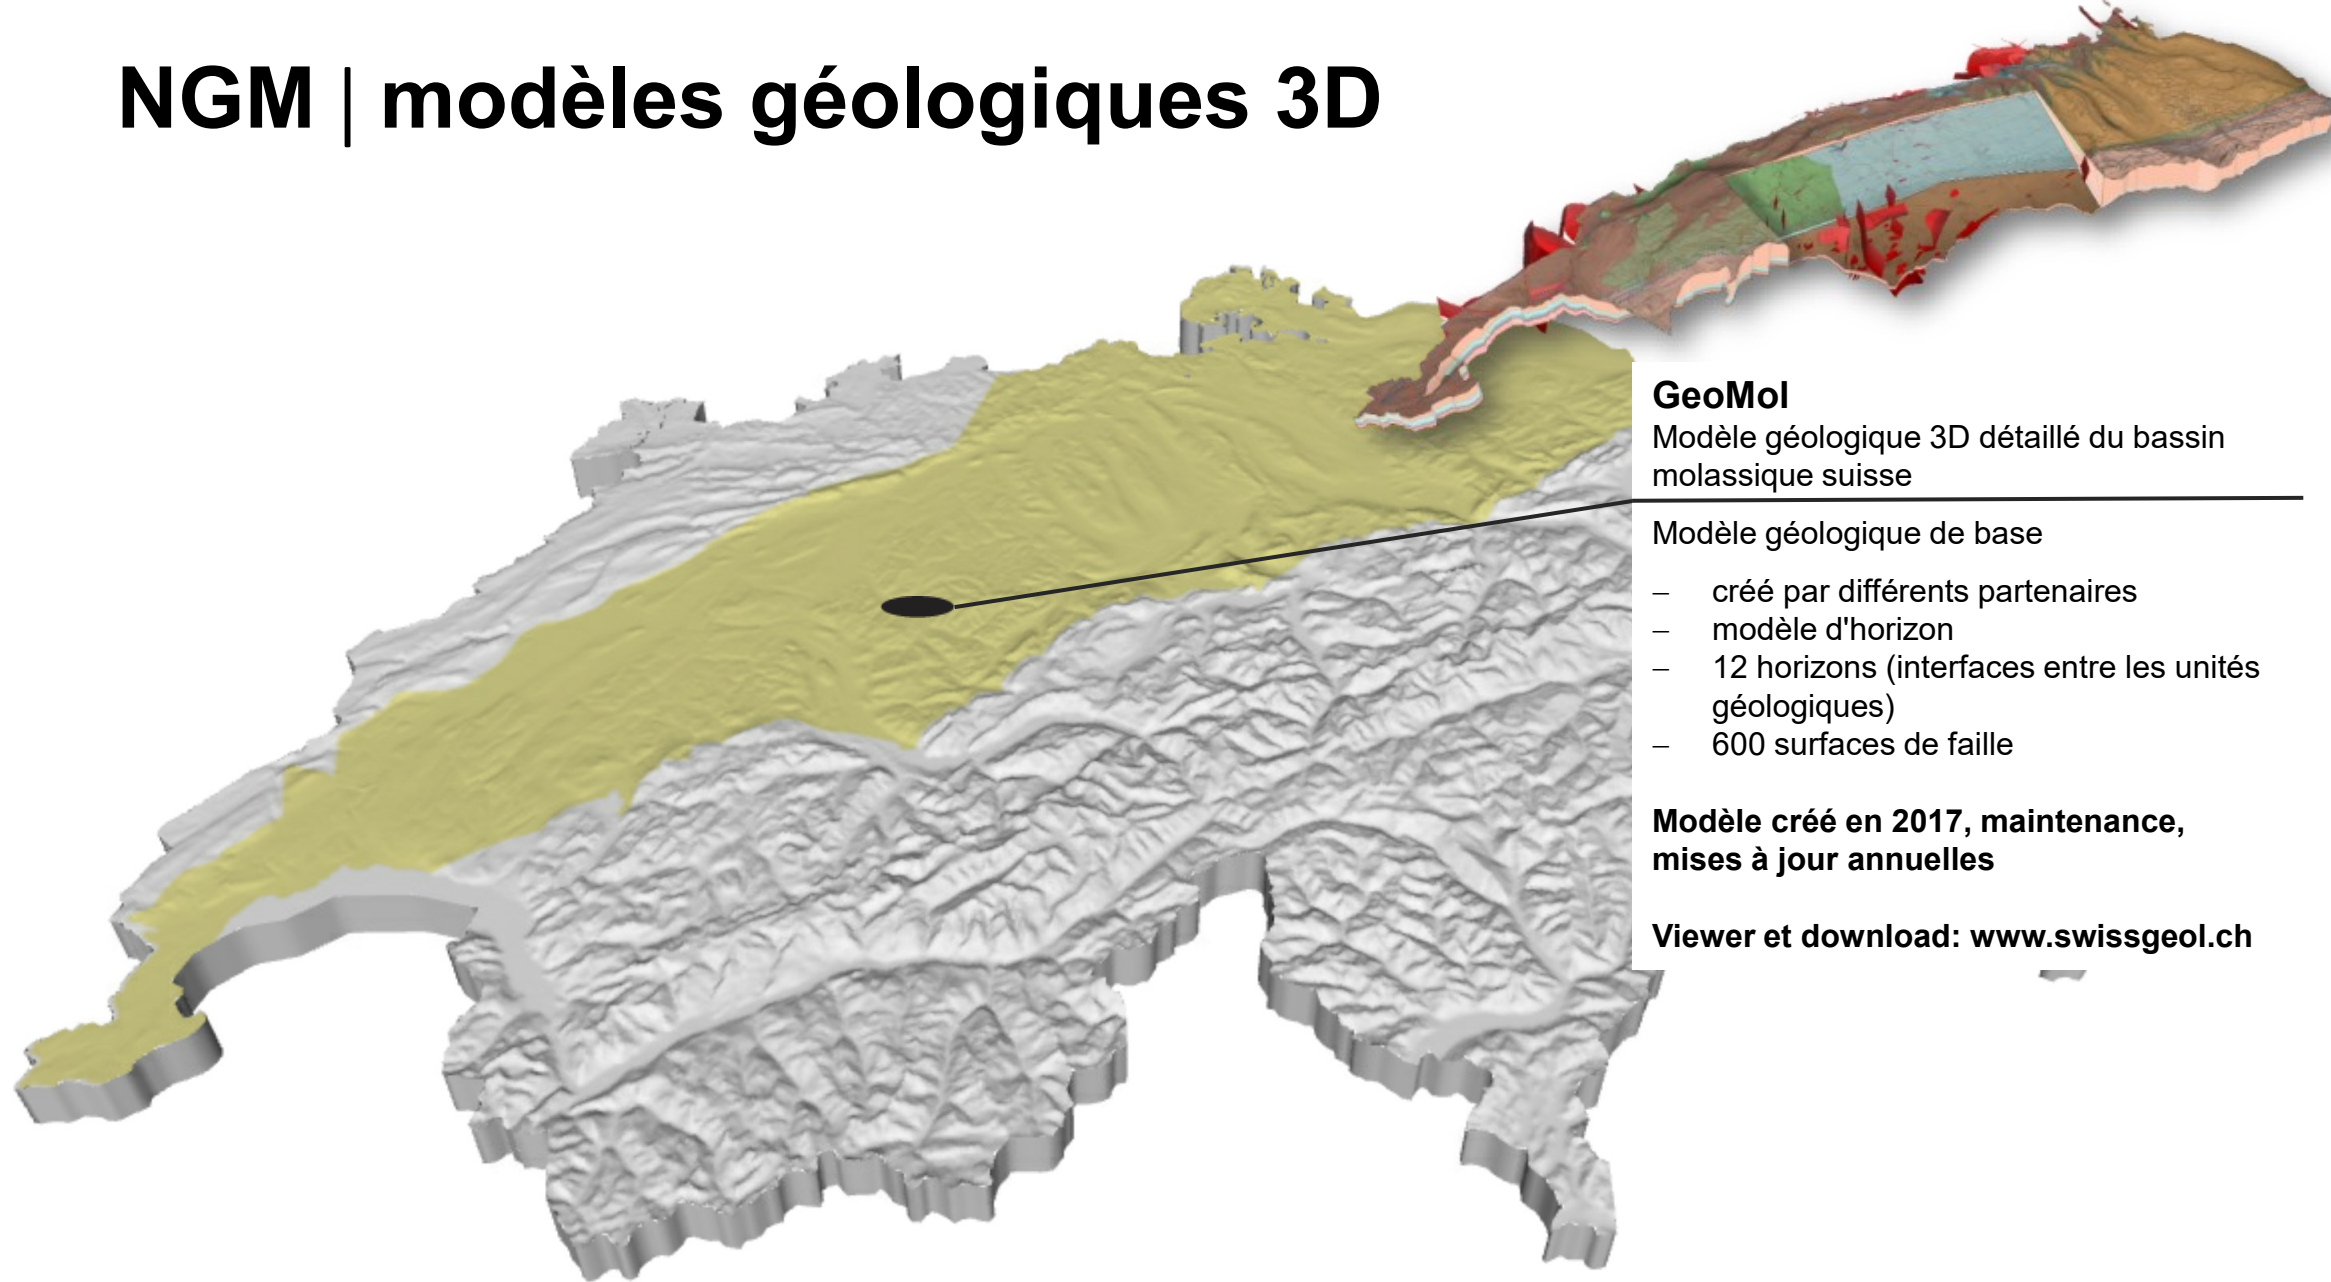 NGM | modèles géologiques 3D
GeoMol
Modèle géologique 3D détaillé du bassin
molassique suisse
Modèle géologique de base
– créé par différents partenaires
– modèle d'horizon
– 12 horizons (interfaces entre les unités
géologiques)
– 600 surfaces de faille
Modèle créé en 2017, maintenance,
mises à jour annuelles
Viewer et download: www.swissgeol.ch